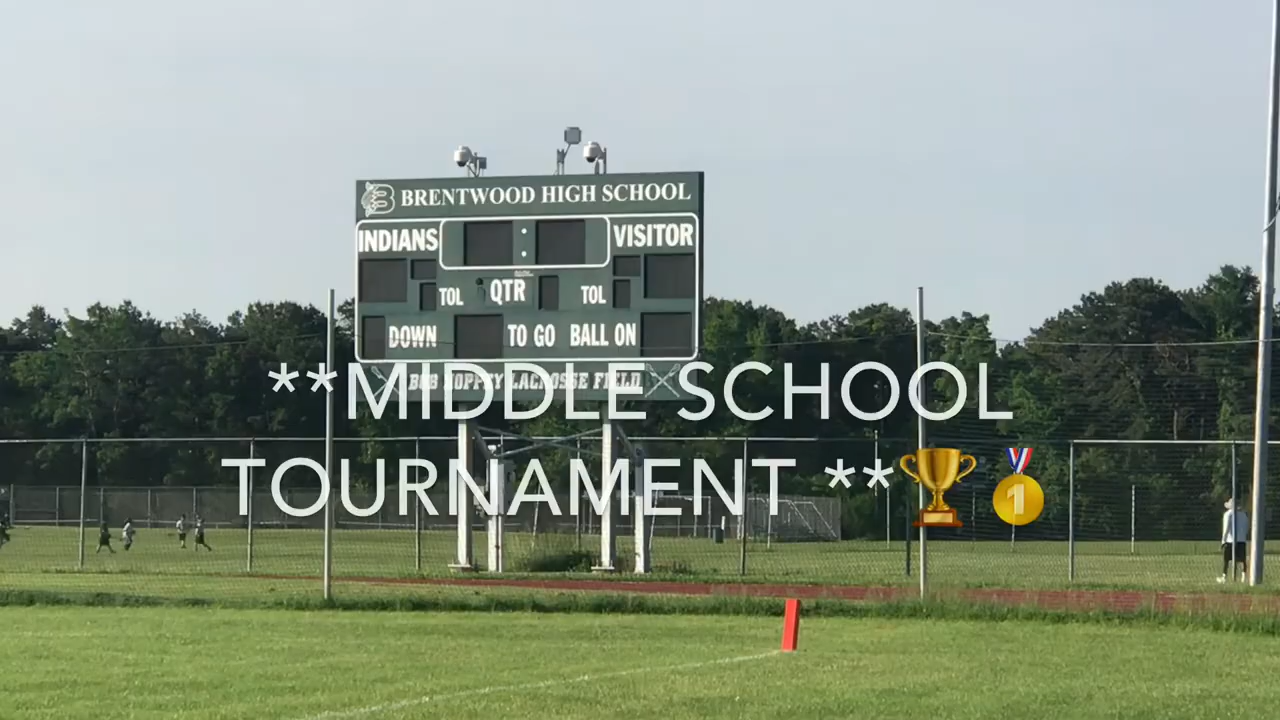 BRENTWOOD HIGH SCHOOL
INDIANS : VISITOR
TOL QTR TOL
DOWN TO GO BALL ON
LACROSSE FIELD
**MIDDLE SCHOOL
TOURNAMENT **🏆🥇